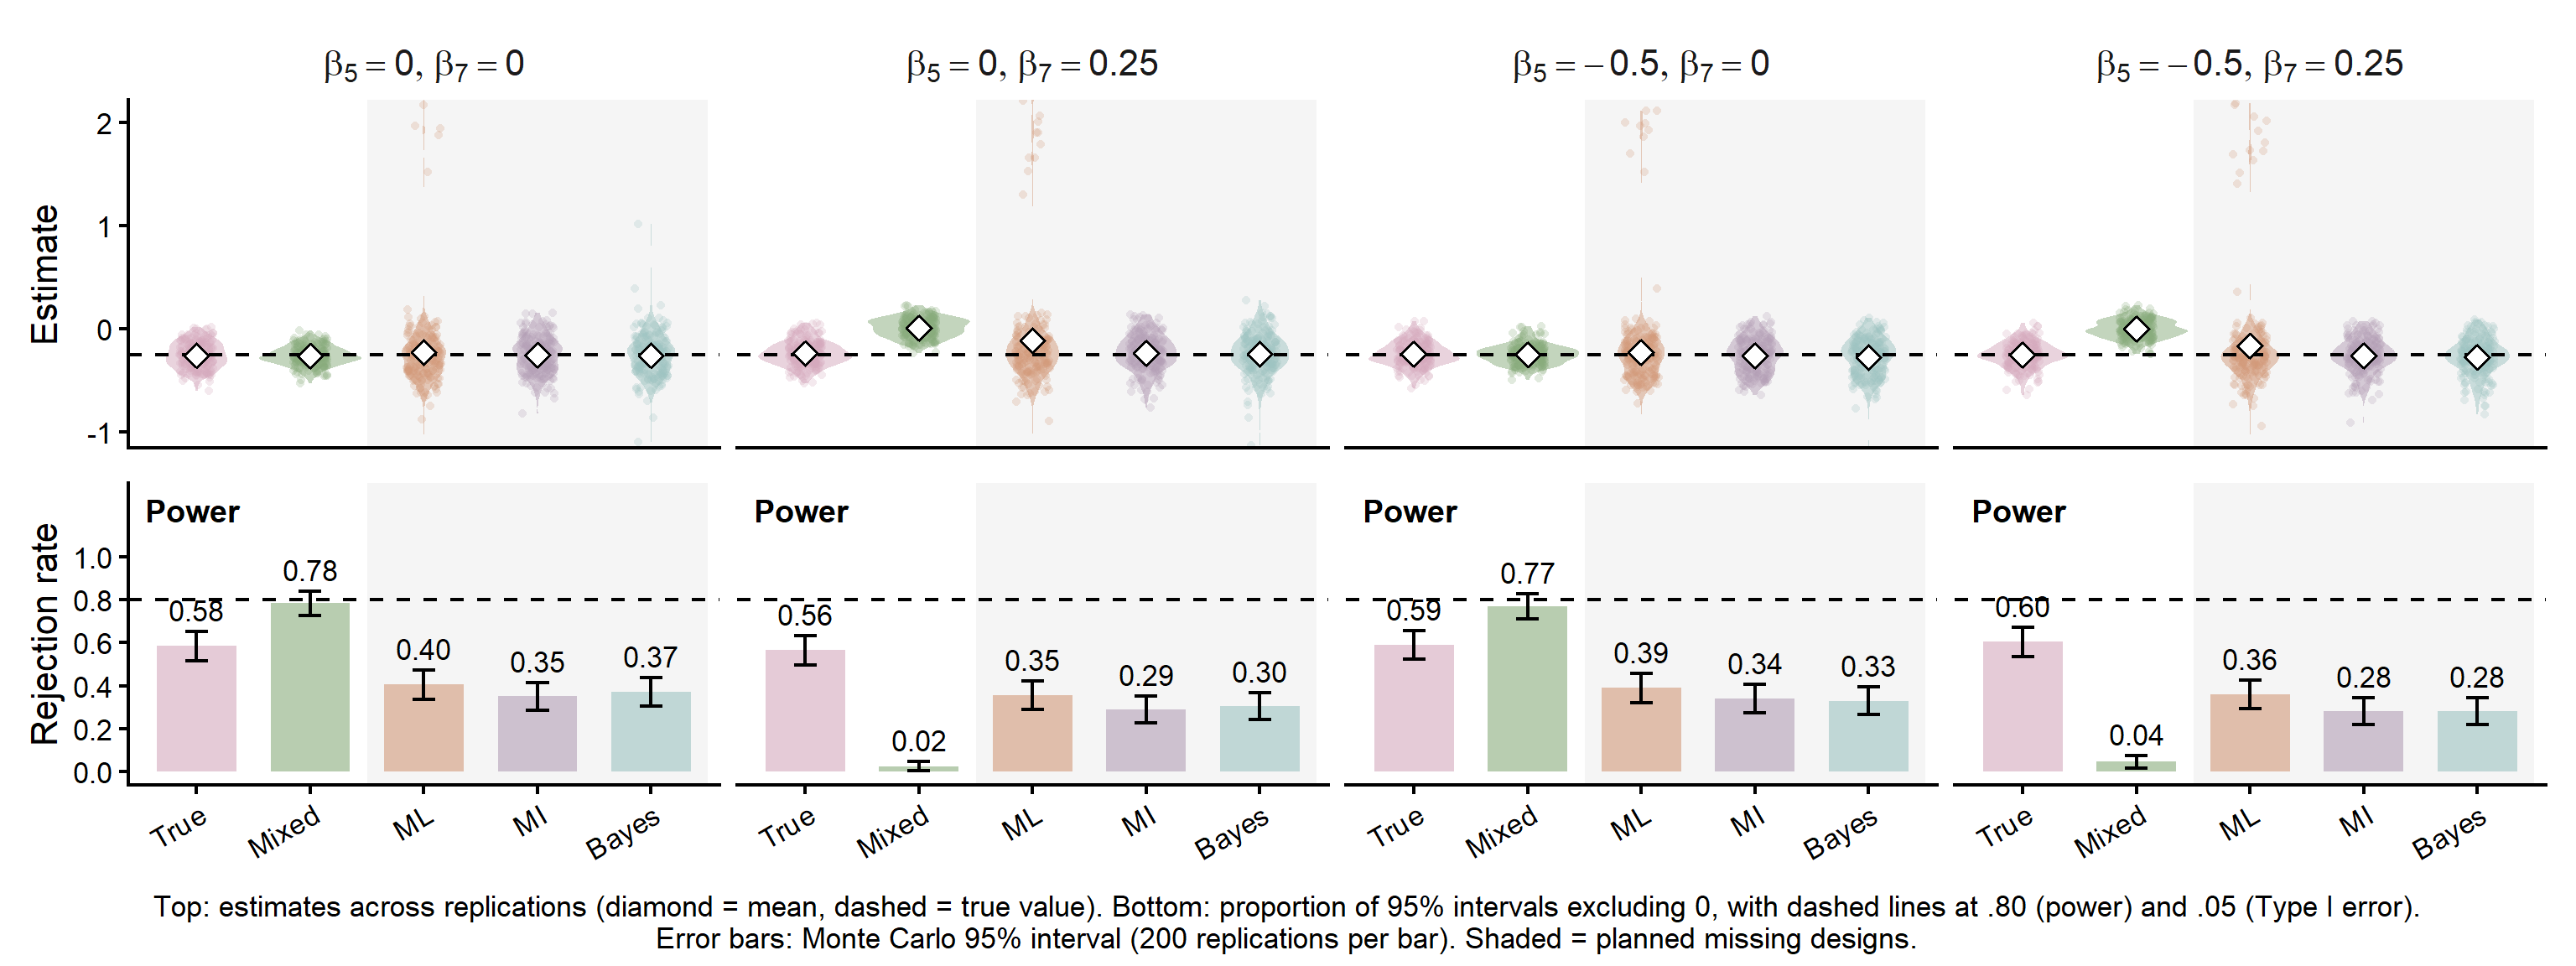 β5 = 0, β7 = 0
β5 = 0, β7 = 0.25
β5 = − 0.5, β7 = 0
β5 = − 0.5, β7 = 0.25
Estimate
2
1
0
-1
Rejection rate
1.0
0.8
0.6
0.4
0.2
0.0
Power
0.58
0.78
0.40
0.35
0.37
Power
0.56
0.02
0.35
0.29
0.30
Power
0.59
0.77
0.39
0.34
0.33
Power
0.60
0.04
0.36
0.28
0.28
True
Mixed
ML
MI
Bayes
True
Mixed
ML
MI
Bayes
True
Mixed
ML
MI
Bayes
True
Mixed
ML
MI
Bayes
Top: estimates across replications (diamond = mean, dashed = true value). Bottom: proportion of 95% intervals excluding 0, with dashed lines at .80 (power) and .05 (Type I error).
Error bars: Monte Carlo 95% interval (200 replications per bar). Shaded = planned missing designs.